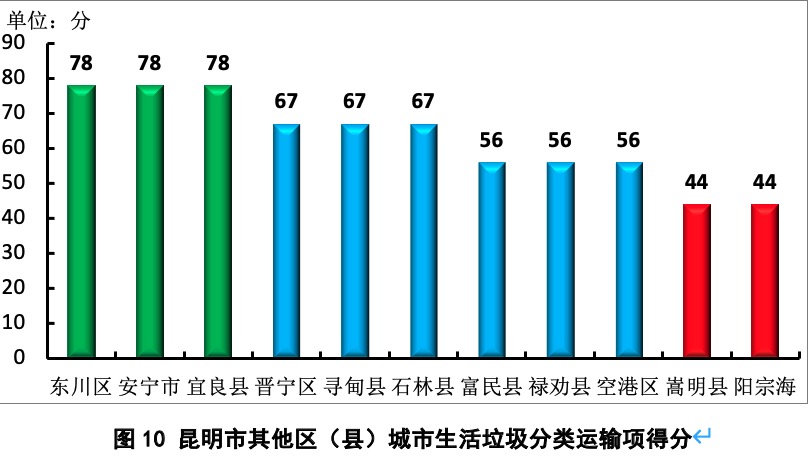 单位：分
90
80
70
60
50
40
30
20
10
0
78 78 78 67 67 67 56 56 56 44 44
东川区 安宁市 宜良县 晋宁区 寻甸县 石林县 富民县 禄劝县 空港区 嵩明县 阳宗海
图 10 昆明市其他区（县）城市生活垃圾分类运输项得分